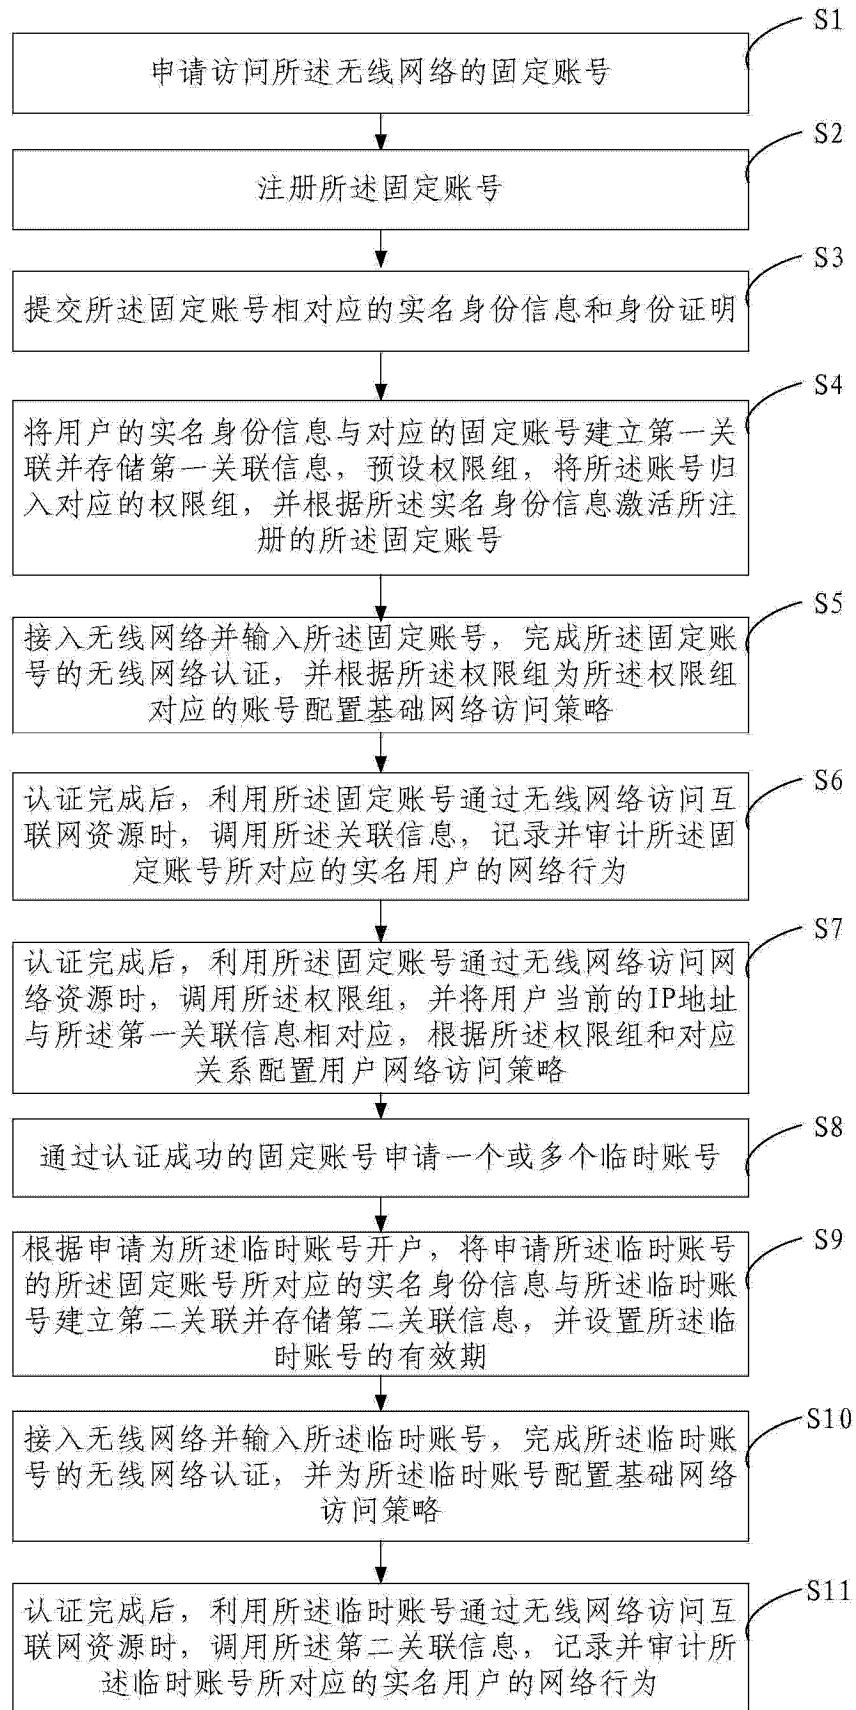 S1
申请访问所述无线网络的固定账号
S2
注册所述固定账号
S3
提交所述固定账号相对应的实名身份信息和身份证明
S4
将用户的实名身份信息与对应的固定账号建立第一关
联并存储第一关联信息，预设权限组，将所述账号归
入对应的权限组，并根据所述实名身份信息激活所注
册的所述固定账号
S5
接入无线网络并输入所述固定账号，完成所述固定账
号的无线网络认证，并根据所述权限组为所述权限组
对应的账号配置基础网络访问策略
S6
认证完成后，利用所述固定账号通过无线网络访问互
联网资源时，调用所述关联信息，记录并审计所述固
定账号所对应的实名用户的网络行为
S7
认证完成后，利用所述固定账号通过无线网络访问网
络资源时，调用所述权限组，并将用户当前的IP地址
与所述第一关联信息相对应，根据所述权限组和对应
关系配置用户网络访问策略
S8
通过认证成功的固定账号申请一个或多个临时账号
S9
根据申请为所述临时账号开户，将申请所述临时账号
的所述固定账号所对应的实名身份信息与所述临时账
号建立第二关联并存储第二关联信息，并设置所述临
时账号的有效期
S10
接入无线网络并输入所述临时账号，完成所述临时账
号的无线网络认证，并为所述临时账号配置基础网络
访问策略
S11
认证完成后，利用所述临时账号通过无线网络访问互
联网资源时，调用所述第二关联信息，记录并审计所
述临时账号所对应的实名用户的网络行为